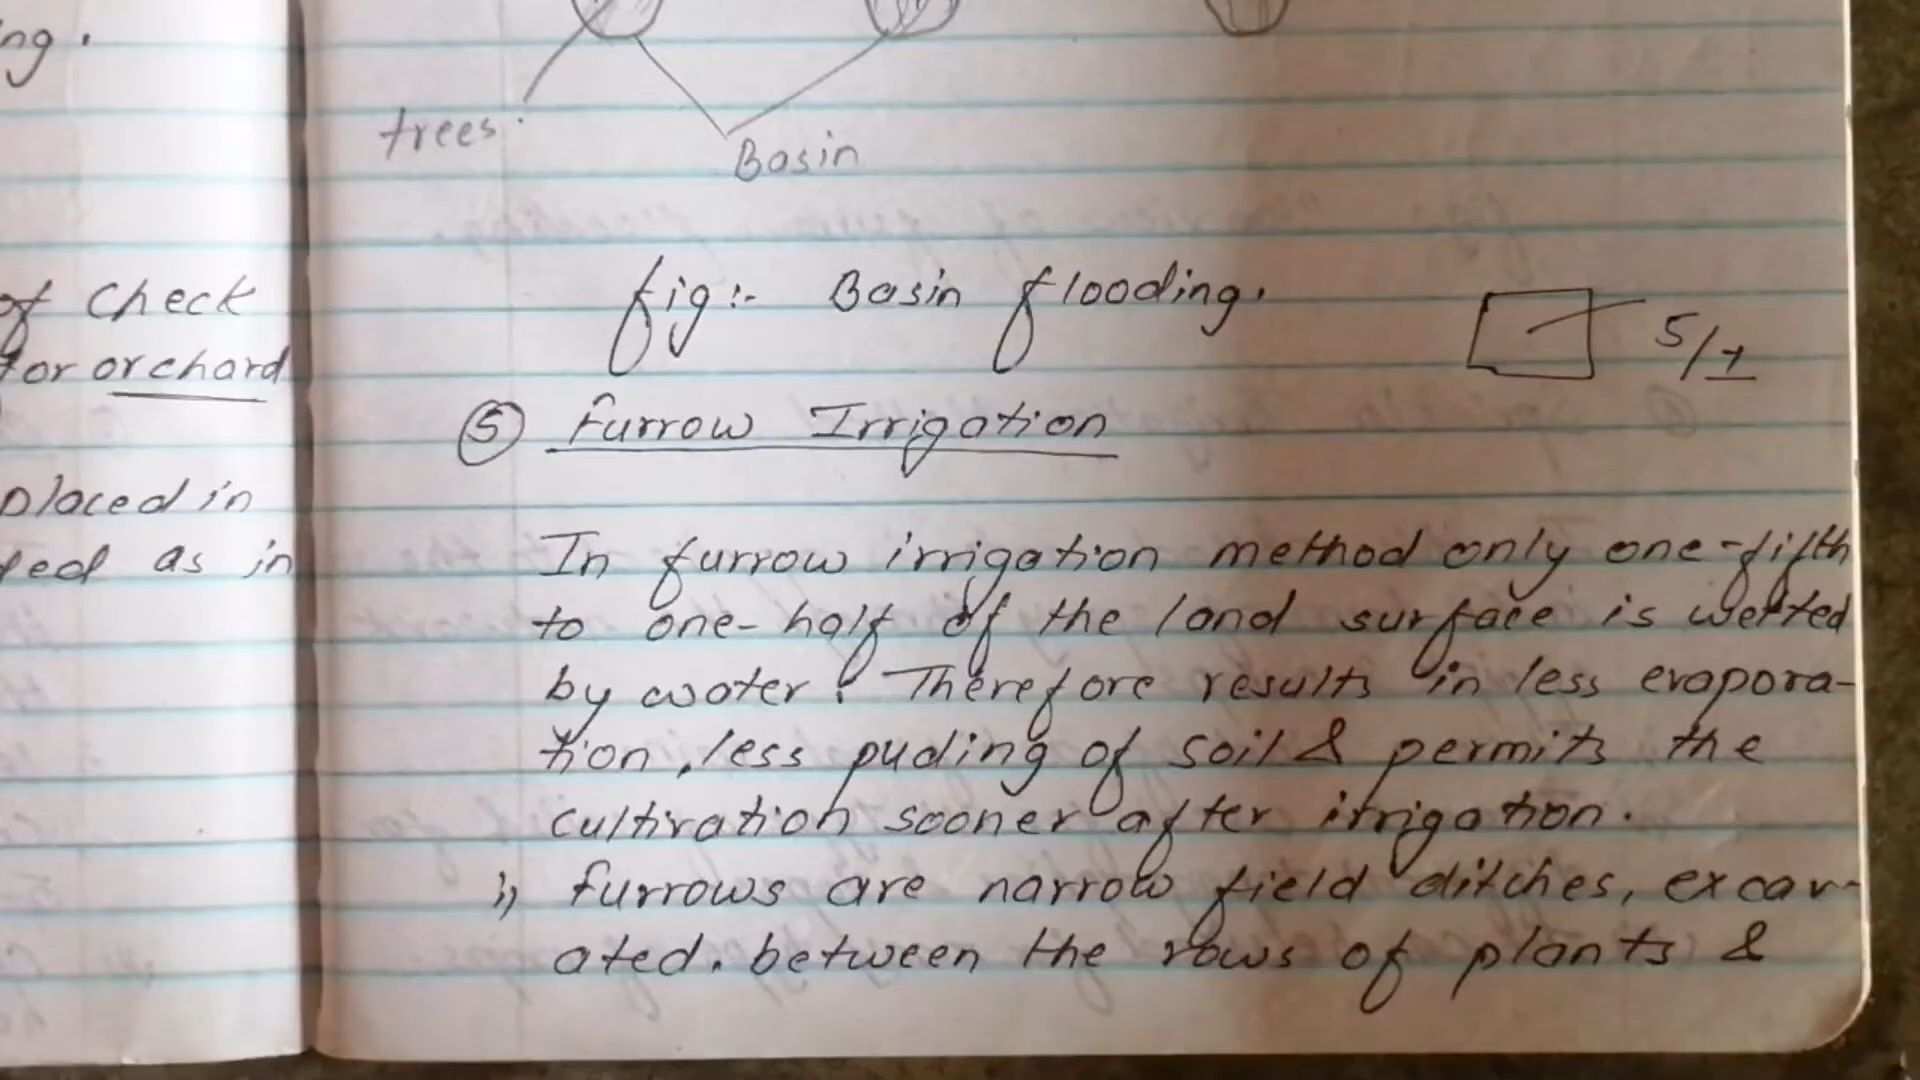 ng.
of check
for orchard
placed in
as in
trees.
Basin
fig:- Basin flooding.
5/1
⑤ Furrow Irrigation
In furrow irrigation method only one-fifth
to one-half of the land surface is wetted
by water. Therefore results in less evapora-
tion, less puding of soil & permits the
cultivation sooner after irrigation.
i) furrows are narrow field ditches, excav-
ated. between the rows of plants &